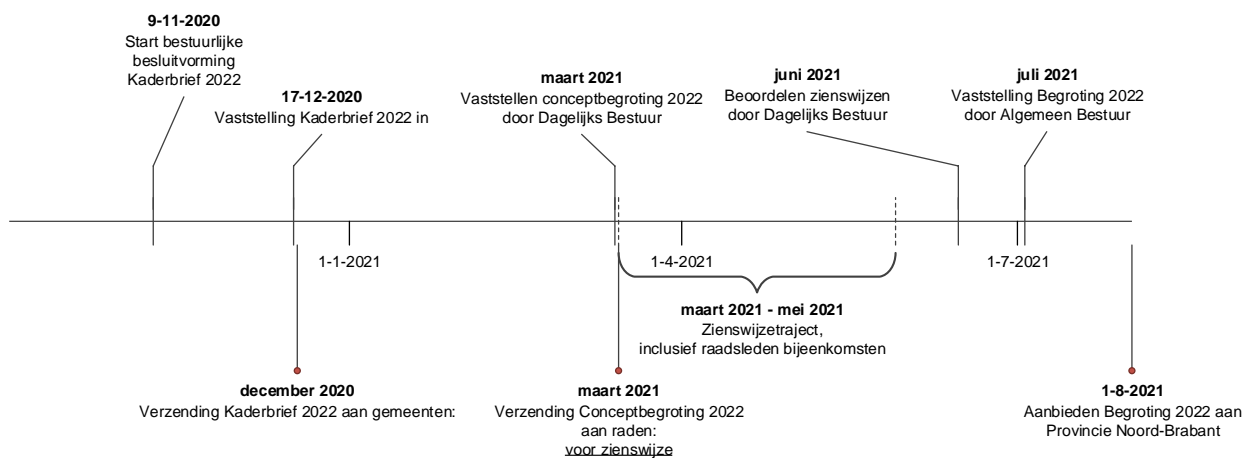 9-11-2020
Start bestuurlijke
besluitvorming
Kaderbrief 2022
17-12-2020
Vaststelling Kaderbrief 2022 in
maart 2021
Vaststellen conceptbegroting 2022
door Dagelijks Bestuur
juni 2021
Beoordelen zienswijzen
door Dagelijks Bestuur
juli 2021
Vaststelling Begroting 2022
door Algemeen Bestuur
1-1-2021
1-4-2021
1-7-2021
maart 2021 - mei 2021
Zienswijzetraject,
inclusief raadsleden bijeenkomsten
december 2020
Verzending Kaderbrief 2022 aan gemeenten:
maart 2021
Verzending Conceptbegroting 2022
aan raden:
voor zienswijze
1-8-2021
Aanbieden Begroting 2022 aan
Provincie Noord-Brabant